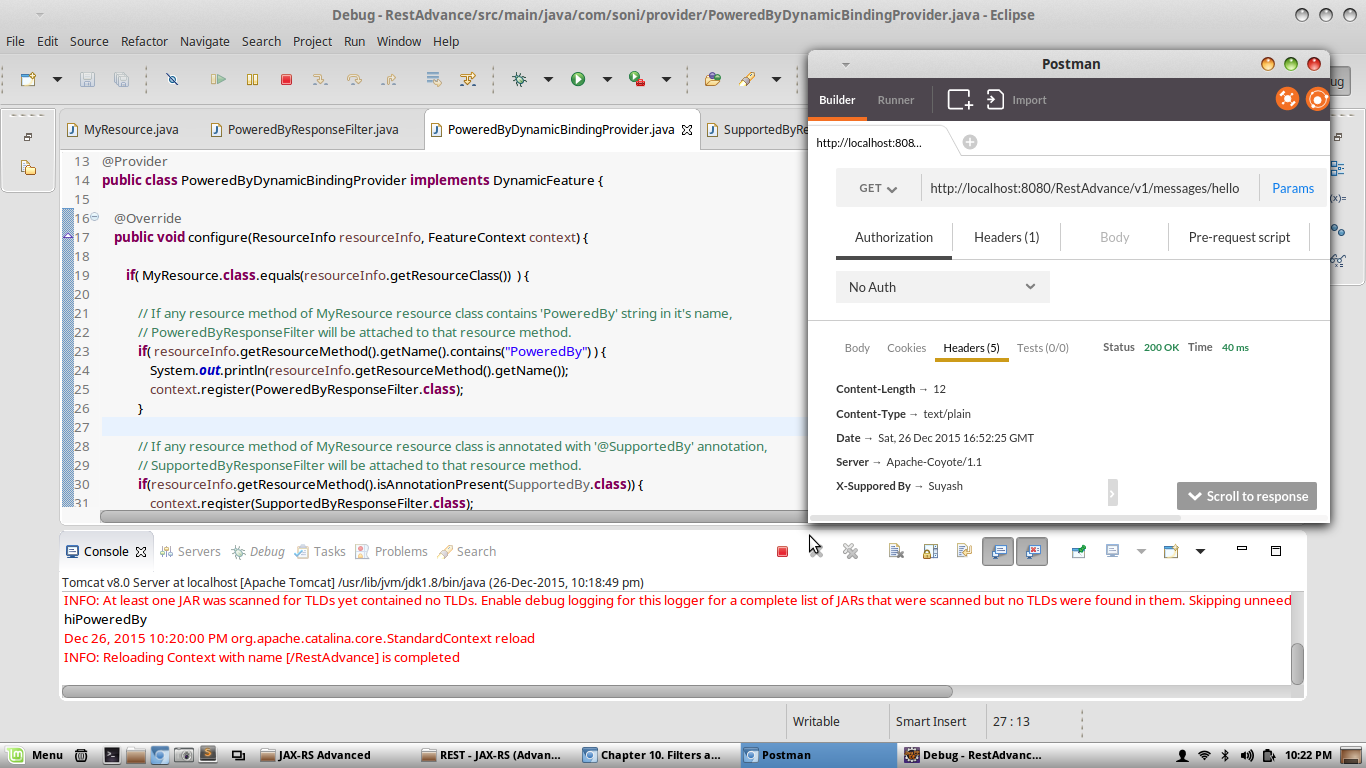 Debug - RestAdvance/src/main/java/com/soni/provider/PoweredByDynamicBindingProvider.java - Eclipse
File Edit Source Refactor Navigate Search Project Run Window Help
MyResource.java PoweredByResponseFilter.java PoweredByDynamicBindingProvider.java SupportedByRe
13 @Provider
14 public class PoweredByDynamicBindingProvider implements DynamicFeature {
15
16 @Override
17 public void configure(ResourceInfo resourceInfo, FeatureContext context) {
18
19 if( MyResource.class.equals(resourceInfo.getResourceClass()) ) {
20
21 // If any resource method of MyResource resource class contains 'PoweredBy' string in it's name,
22 // PoweredByResponseFilter will be attached to that resource method.
23 if( resourceInfo.getResourceMethod().getName().contains("PoweredBy") ) {
24 System.out.println(resourceInfo.getResourceMethod().getName());
25 context.register(PoweredByResponseFilter.class);
26 }
27
28 // If any resource method of MyResource resource class is annotated with '@SupportedBy' annotation,
29 // SupportedByResponseFilter will be attached to that resource method.
30 if(resourceInfo.getResourceMethod().isAnnotationPresent(SupportedBy.class)) {
31 context.register(SupportedByResponseFilter.class);
Postman
Builder Runner Import
ug
http://localhost:808...
GET http://localhost:8080/RestAdvance/v1/messages/hello Params
Authorization Headers (1) Body Pre-request script
No Auth
Body Cookies Headers (5) Tests (0/0) Status 200 OK Time 40 ms
Content-Length → 12
Content-Type → text/plain
Date → Sat, 26 Dec 2015 16:52:25 GMT
Server → Apache-Coyote/1.1
X-Suppored By → Suyash
Scroll to response
(x)=
Console Servers Debug Tasks Problems Search
Tomcat v8.0 Server at localhost [Apache Tomcat] /usr/lib/jvm/jdk1.8/bin/java (26-Dec-2015, 10:18:49 pm)
INFO: At least one JAR was scanned for TLDs yet contained no TLDs. Enable debug logging for this logger for a complete list of JARs that were scanned but no TLDs were found in them. Skipping unneed
hiPoweredBy
Dec 26, 2015 10:20:00 PM org.apache.catalina.core.StandardContext reload
INFO: Reloading Context with name [/RestAdvance] is completed
Writable Smart Insert 27 : 13
Menu JAX-RS Advanced REST - JAX-RS (Advan... Chapter 10. Filters a... Postman Debug - RestAdvanc... 10:22 PM